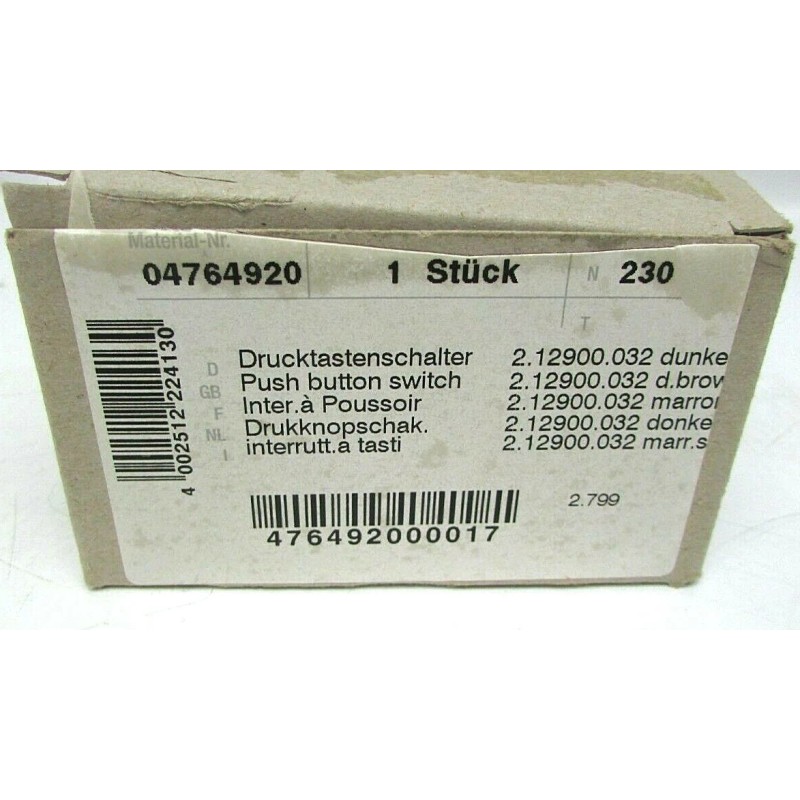 Material-Nr.
04764920 1 Stück N 230
T
D Drucktastenschalter 2.12900.032 dunke
GB Push button switch 2.12900.032 d.brow
F Inter.à Poussoir 2.12900.032 marron
NL Drukknopschak. 2.12900.032 donke
I interrutt.a tasti 2.12900.032 marr.s
4 002512 224130
2.799
476492000017